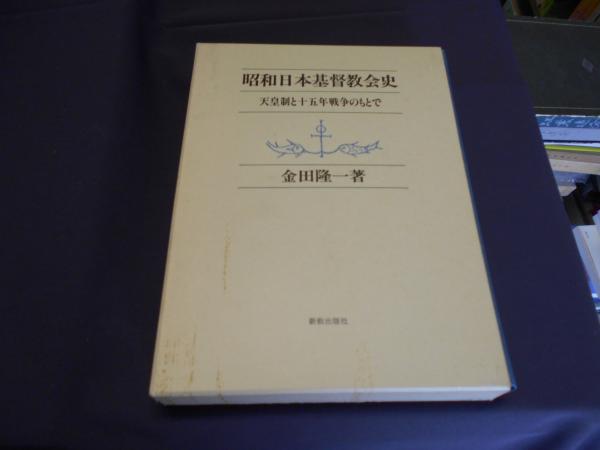 昭和日本基督教会史
天皇制と十五年戦争のもとで
金田隆一著
新教出版社